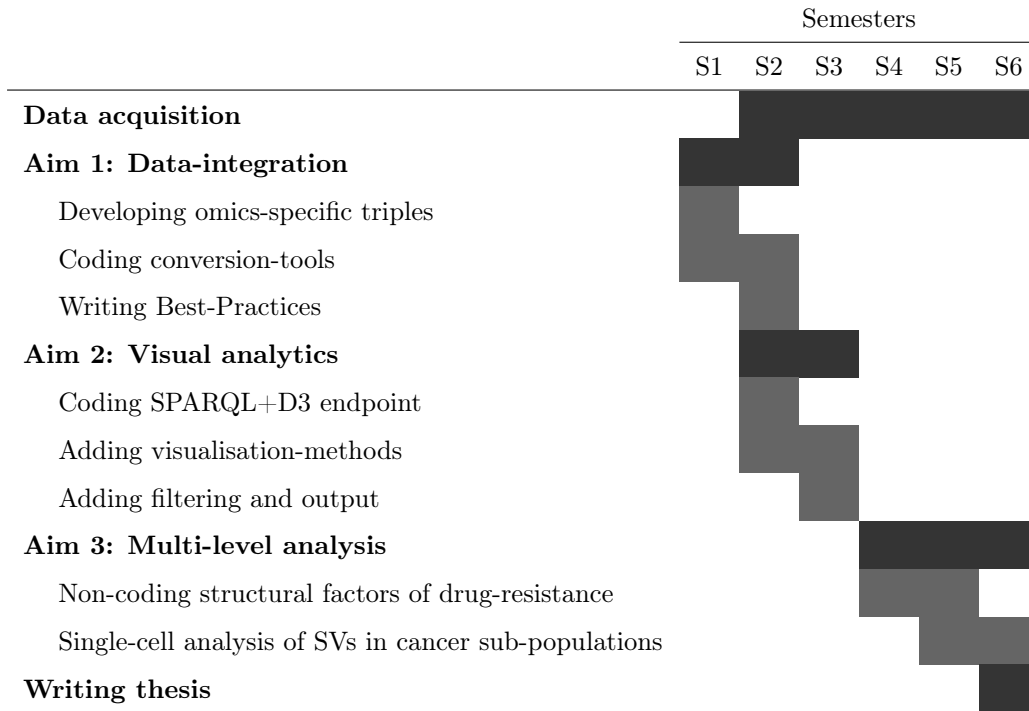 Semesters
S1 S2 S3 S4 S5 S6
Data acquisition
Aim 1: Data-integration
Developing omics-specific triples
Coding conversion-tools
Writing Best-Practices
Aim 2: Visual analytics
Coding SPARQL+D3 endpoint
Adding visualisation-methods
Adding filtering and output
Aim 3: Multi-level analysis
Non-coding structural factors of drug-resistance
Single-cell analysis of SVs in cancer sub-populations
Writing thesis